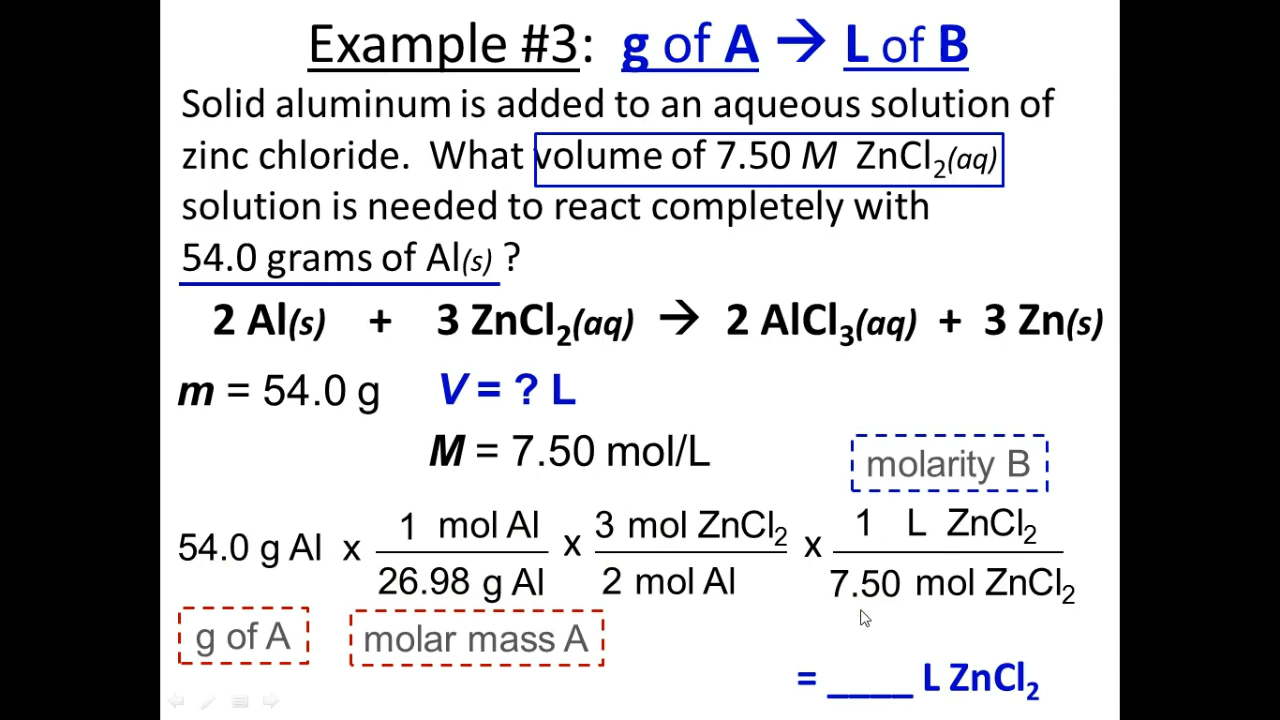 Example #3: g of A → L of B
Solid aluminum is added to an aqueous solution of
zinc chloride. What volume of 7.50 M ZnCl₂(aq)
solution is needed to react completely with
54.0 grams of Al(s) ?
2 Al(s) + 3 ZnCl₂(aq) → 2 AlCl₃(aq) + 3 Zn(s)
m = 54.0 g V = ? L
M = 7.50 mol/L
molarity B
1 mol Al 3 mol ZnCl₂ 1 L ZnCl₂
54.0 g Al x x x
26.98 g Al 2 mol Al 7.50 mol ZnCl₂
g of A molar mass A
= ____ L ZnCl₂